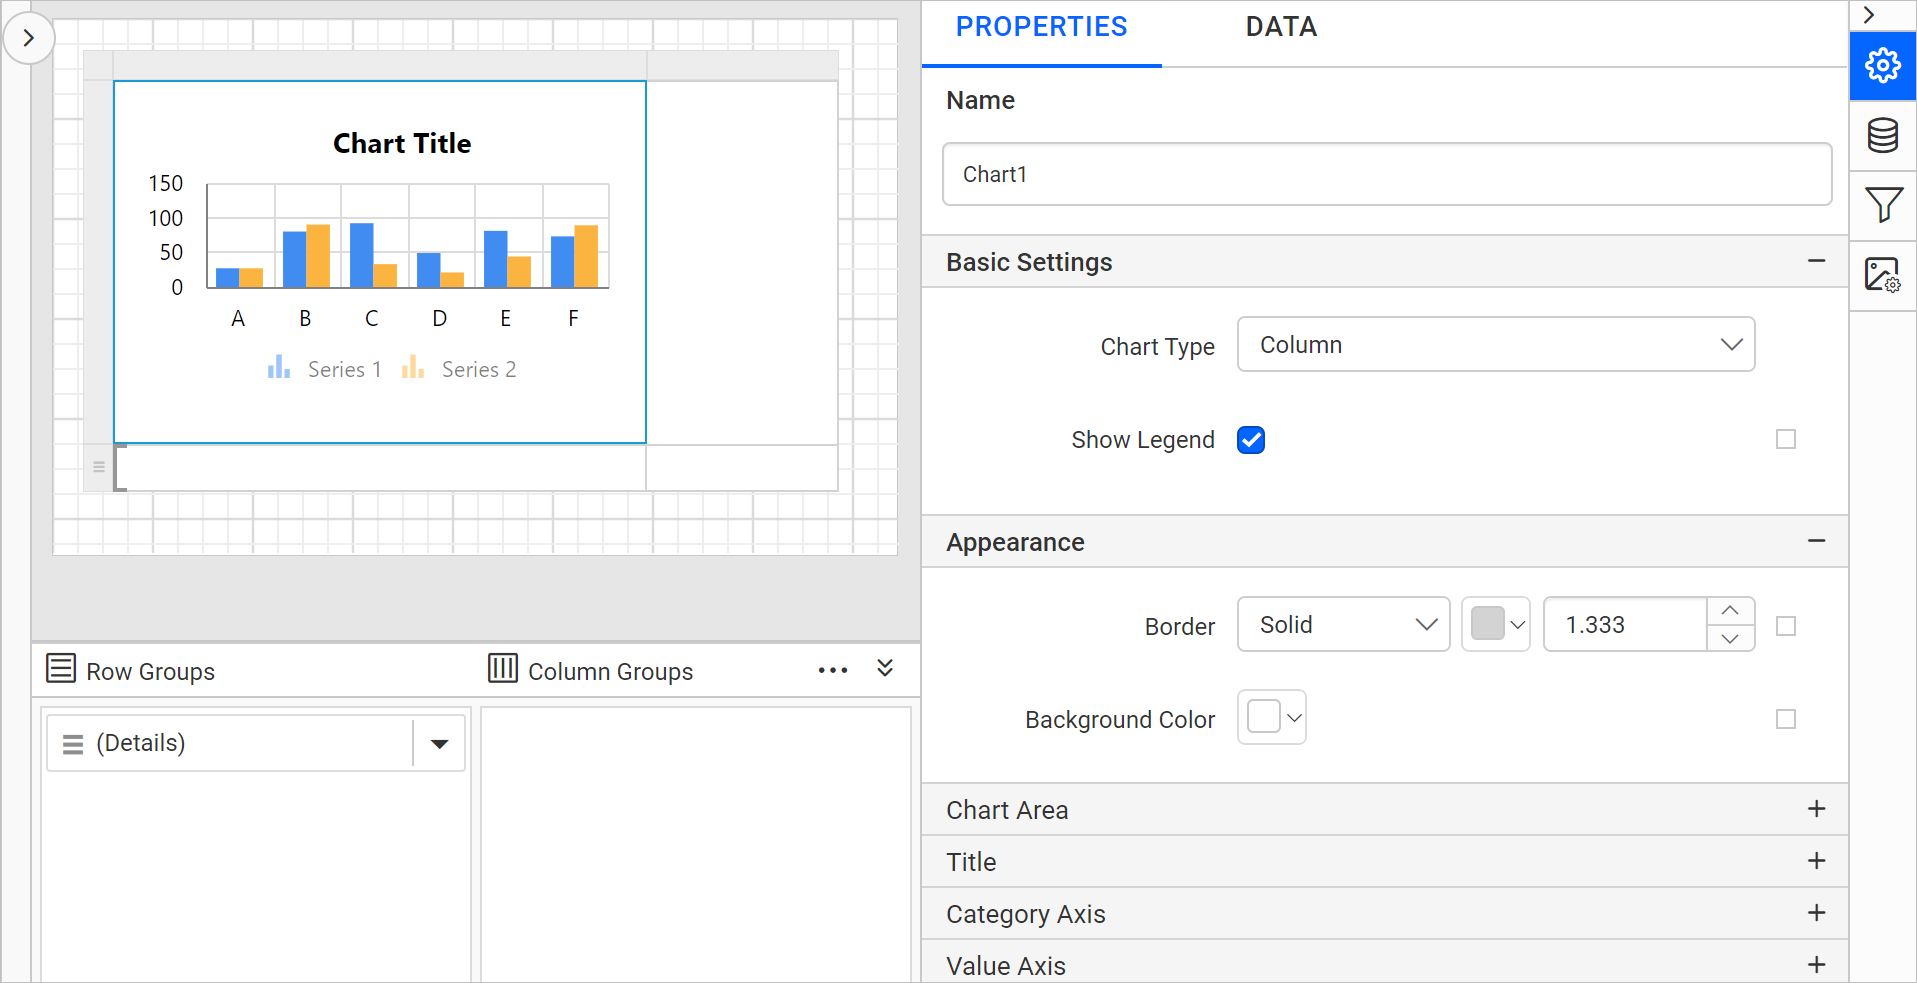 Chart Title
150
100
50
0
A B C D E F
Series 1 Series 2
Row Groups
Column Groups
(Details)
PROPERTIES
DATA
Name
Chart1
Basic Settings
Chart Type
Column
Show Legend
Appearance
Border
Solid
1.333
Background Color
Chart Area
Title
Category Axis
Value Axis